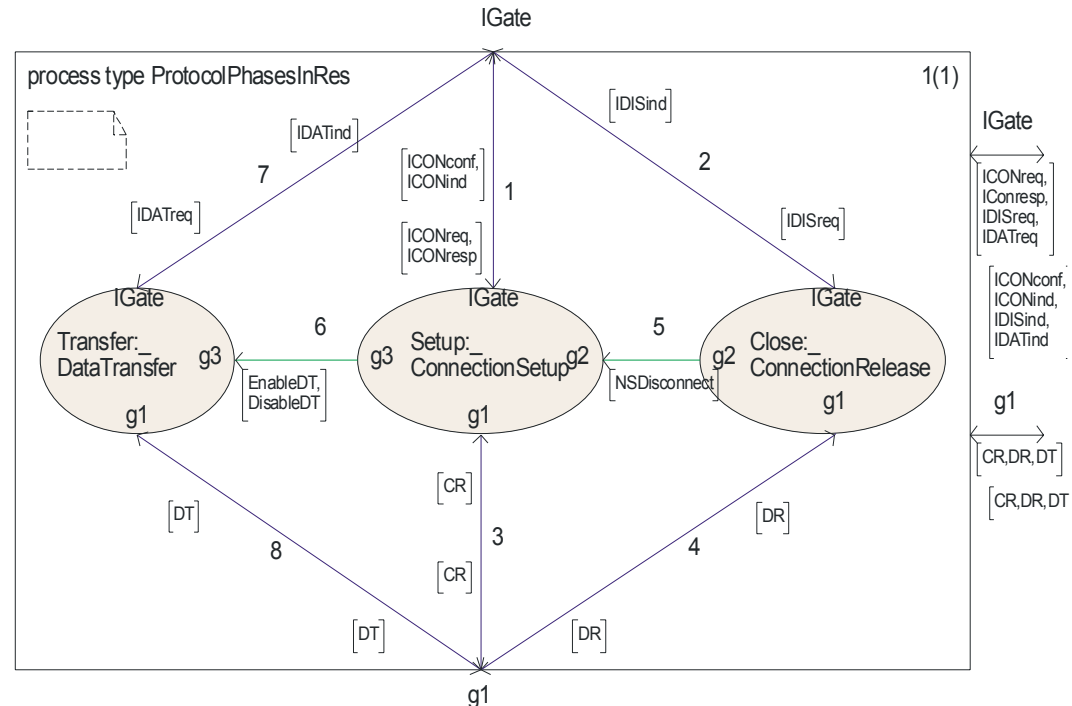 IGate
process type ProtocolPhasesInRes
1(1)
[IDISind]
IGate
[IDATind]
[ICONconf,
ICONind]
7
1
2
[ICONreq,
IConresp,
IDISreq,
IDATreq]
[IDATreq]
[IDISreq]
[ICONreq,
ICONresp]
[ICONconf,
ICONind,
IDISind,
IDATind]
IGate
IGate
IGate
Transfer:_
DataTransfer
g3
6
g3
Setup:_
ConnectionSetup
g2
5
g2
Close:_
ConnectionRelease
[EnableDT,
DisableDT]
[NSDisconnect]
g1
g1
g1
g1
[CR,DR,DT]
[CR]
[CR,DR,DT
[DT]
[DR]
8
3
4
[CR]
[DT]
[DR]
g1